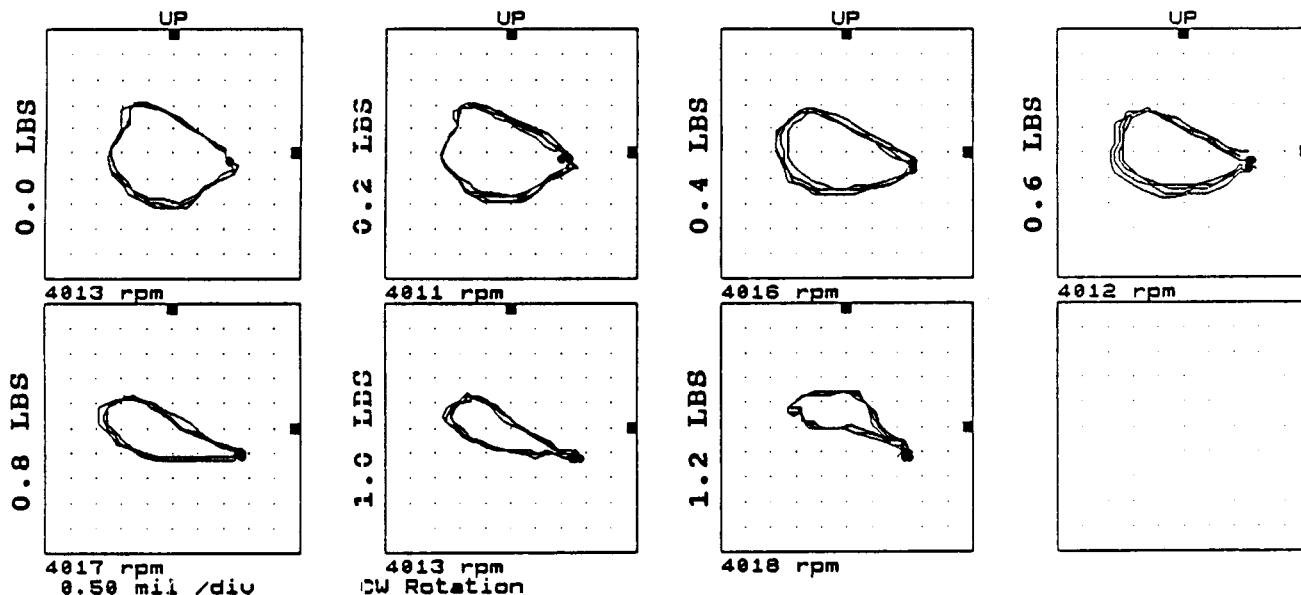 UP
UP
UP
UP
0.0 LBS
0.2 LBS
0.4 LBS
0.6 LBS
4013 rpm
4011 rpm
4016 rpm
4012 rpm
0.8 LBS
1.0 LBS
1.2 LBS
4017 rpm
4013 rpm
4018 rpm
0.50 mil /div
CW Rotation